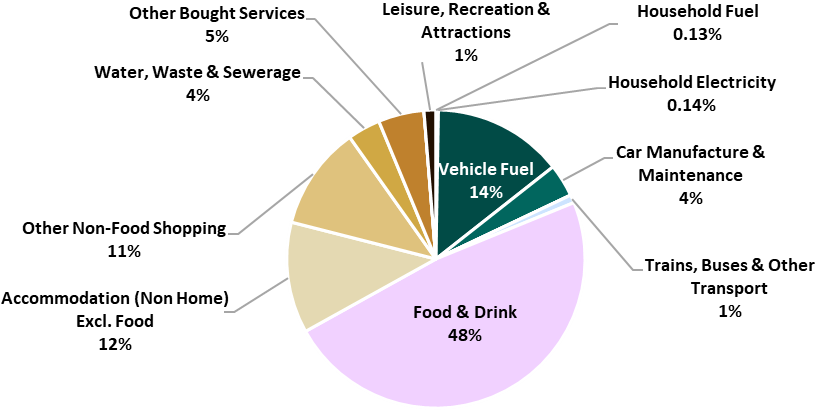 Leisure, Recreation &
Attractions
1%
Household Fuel
0.13%
Other Bought Services
5%
Water, Waste & Sewerage
4%
Household Electricity
0.14%
Car Manufacture &
Maintenance
4%
Vehicle Fuel
14%
Other Non-Food Shopping
11%
Trains, Buses & Other
Transport
1%
Accommodation (Non Home)
Excl. Food
12%
Food & Drink
48%